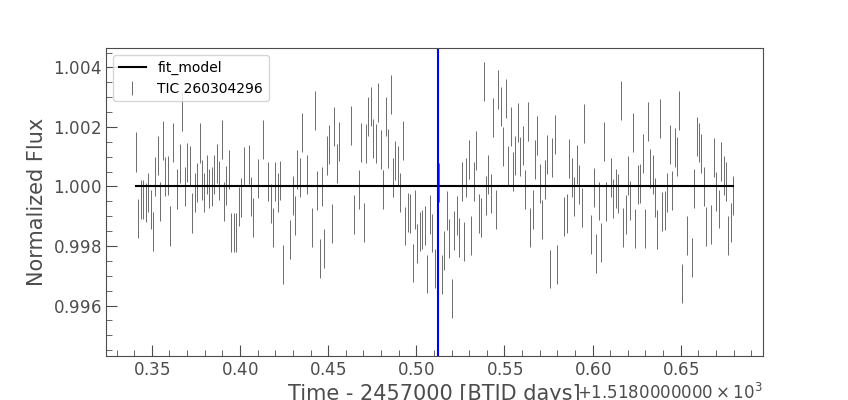 fit_model
TIC 260304296
1.004
1.002
1.000
0.998
0.996
Normalized Flux
0.35 0.40 0.45 0.50 0.55 0.60 0.65
Time - 2457000 [BTJD days]
+1.5180000000 × 10³